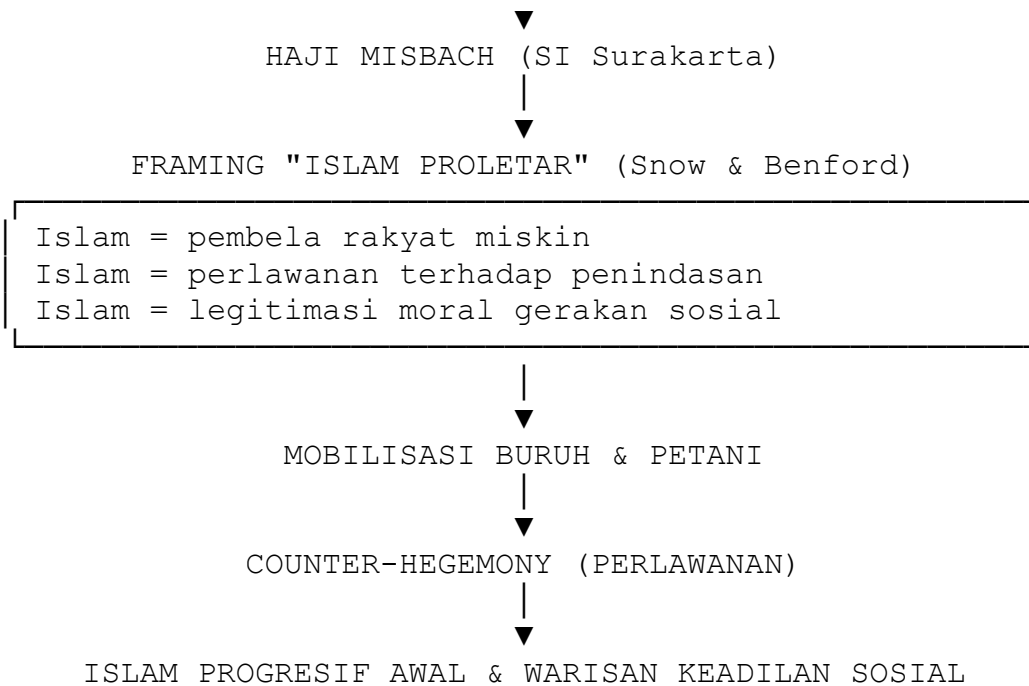 HAJI MISBACH (SI Surakarta)
FRAMING "ISLAM PROLETAR" (Snow & Benford)
Islam = pembela rakyat miskin
Islam = perlawanan terhadap penindasan
Islam = legitimasi moral gerakan sosial
MOBILISASI BURUH & PETANI
COUNTER-HEGEMONY (PERLAWANAN)
ISLAM PROGRESIF AWAL & WARISAN KEADILAN SOSIAL